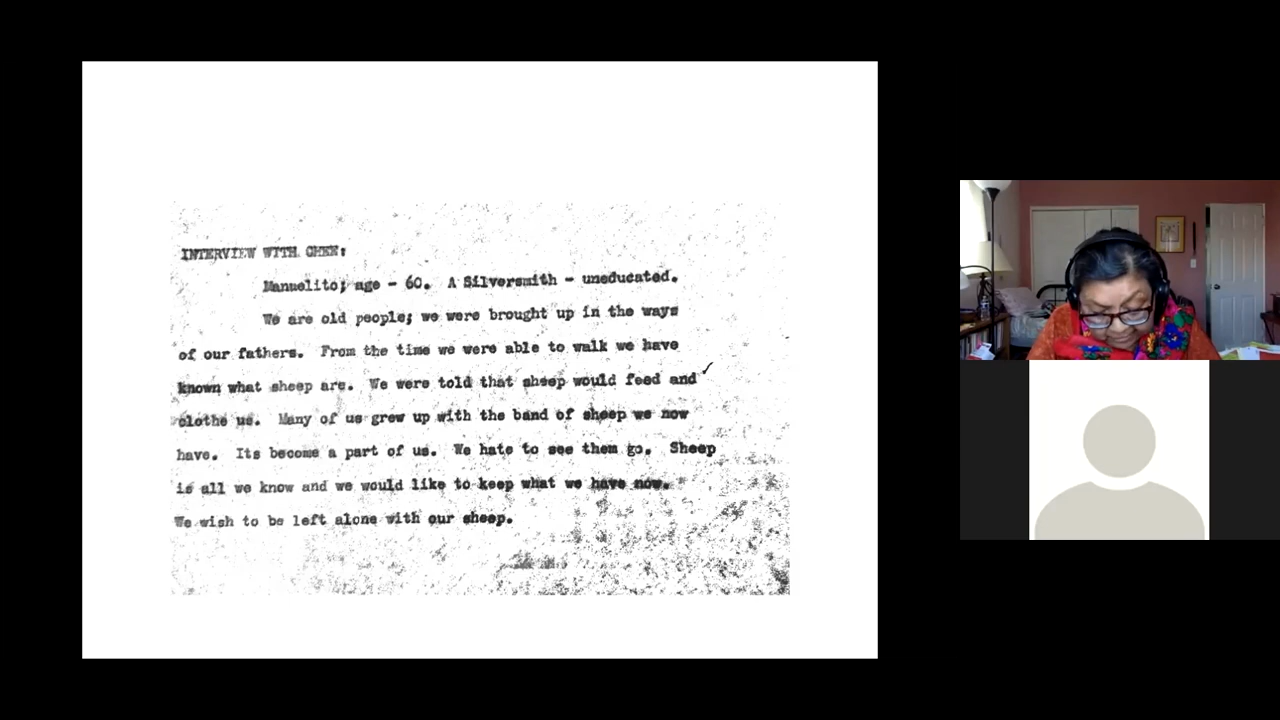 INTERVIEW WITH CHEE:
Manuelito; age - 60. A Silversmith - uneducated.
We are old people; we were brought up in the ways
of our fathers. From the time we were able to walk we have
known what sheep are. We were told that sheep would feed and
clothe us. Many of us grew up with the band of sheep we now
have. Its become a part of us. We hate to see them go. Sheep
is all we know and we would like to keep what we have now.
We wish to be left alone with our sheep.